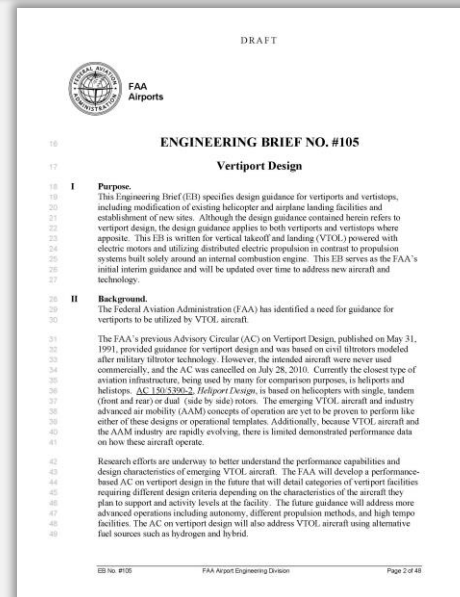 DRAFT
FEDERAL AVIATION
ADMINISTRATION
FAA
Airports
16 ENGINEERING BRIEF NO. #105
17 Vertiport Design
18 I Purpose.
19 This Engineering Brief (EB) specifies design guidance for vertiports and vertistops,
20 including modification of existing helicopter and airplane landing facilities and
21 establishment of new sites. Although the design guidance contained herein refers to
22 vertiport design, the design guidance applies to both vertiports and vertistops where
23 apposite. This EB is written for vertical takeoff and landing (VTOL) powered with
24 electric motors and utilizing distributed electric propulsion in contrast to propulsion
25 systems built solely around an internal combustion engine. This EB serves as the FAA's
26 initial interim guidance and will be updated over time to address new aircraft and
27 technology.
28 II Background.
29 The Federal Aviation Administration (FAA) has identified a need for guidance for
30 vertiports to be utilized by VTOL aircraft.
31 The FAA's previous Advisory Circular (AC) on Vertiport Design, published on May 31,
32 1991, provided guidance for vertiport design and was based on civil tiltrotors modeled
33 after military tiltrotor technology. However, the intended aircraft were never used
34 commercially, and the AC was cancelled on July 28, 2010. Currently the closest type of
35 aviation infrastructure, being used by many for comparison purposes, is heliports and
36 helistops. AC 150/5390-2, Heliport Design, is based on helicopters with single, tandem
37 (front and rear) or dual (side by side) rotors. The emerging VTOL aircraft and industry
38 advanced air mobility (AAM) concepts of operation are yet to be proven to perform like
39 either of these designs or operational templates. Additionally, because VTOL aircraft and
40 the AAM industry are rapidly evolving, there is limited demonstrated performance data
41 on how these aircraft operate.
42 Research efforts are underway to better understand the performance capabilities and
43 design characteristics of emerging VTOL aircraft. The FAA will develop a performance-
44 based AC on vertiport design in the future that will detail categories of vertiport facilities
45 requiring different design criteria depending on the characteristics of the aircraft they
46 plan to support and activity levels at the facility. The future guidance will address more
47 advanced operations including autonomy, different propulsion methods, and high tempo
48 facilities. The AC on vertiport design will also address VTOL aircraft using alternative
49 fuel sources such as hydrogen and hybrid.
EB No. #105 FAA Airport Engineering Division Page 2 of 48